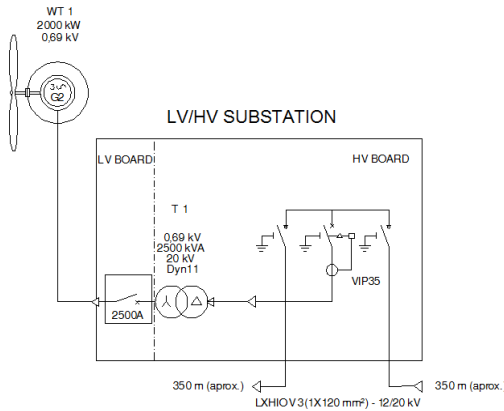 WT 1
2000 kW
0,69 kV
3
G2
LV/HV SUBSTATION
LV BOARD
HV BOARD
T 1
0,69 kV
2500 kVA
20 kV
Dyn11
VIP35
2500A
350 m (aprox.)
350 m (aprox.
LXHIOV 3(1X120 mm²) - 12/20 kV